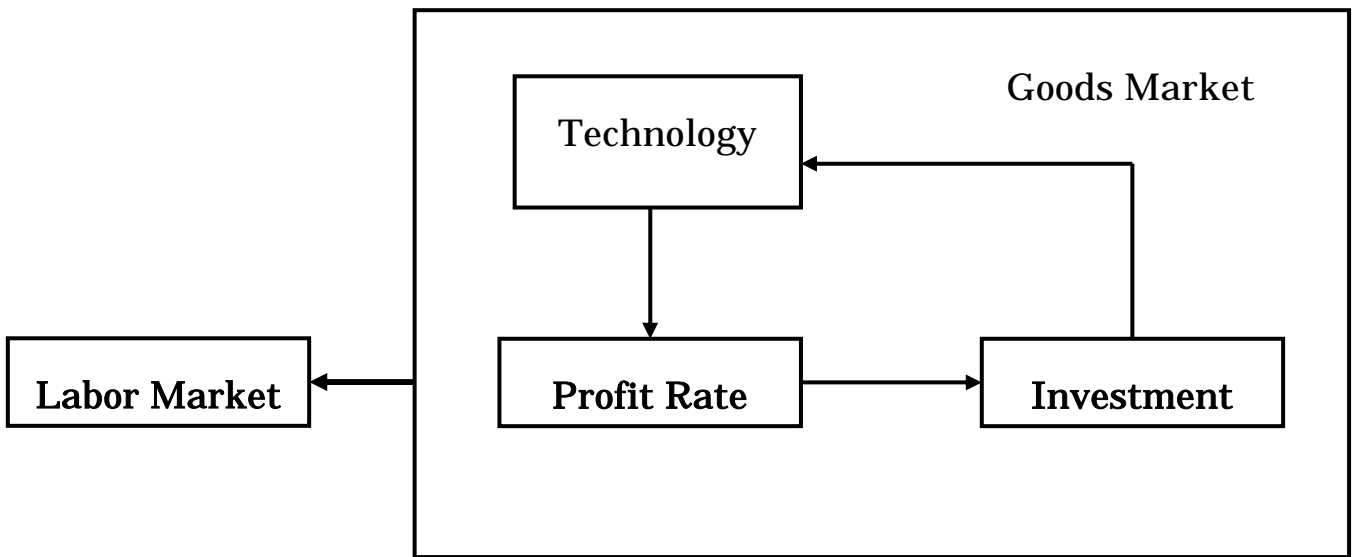 Goods Market
Technology
Labor Market
Profit Rate
Investment